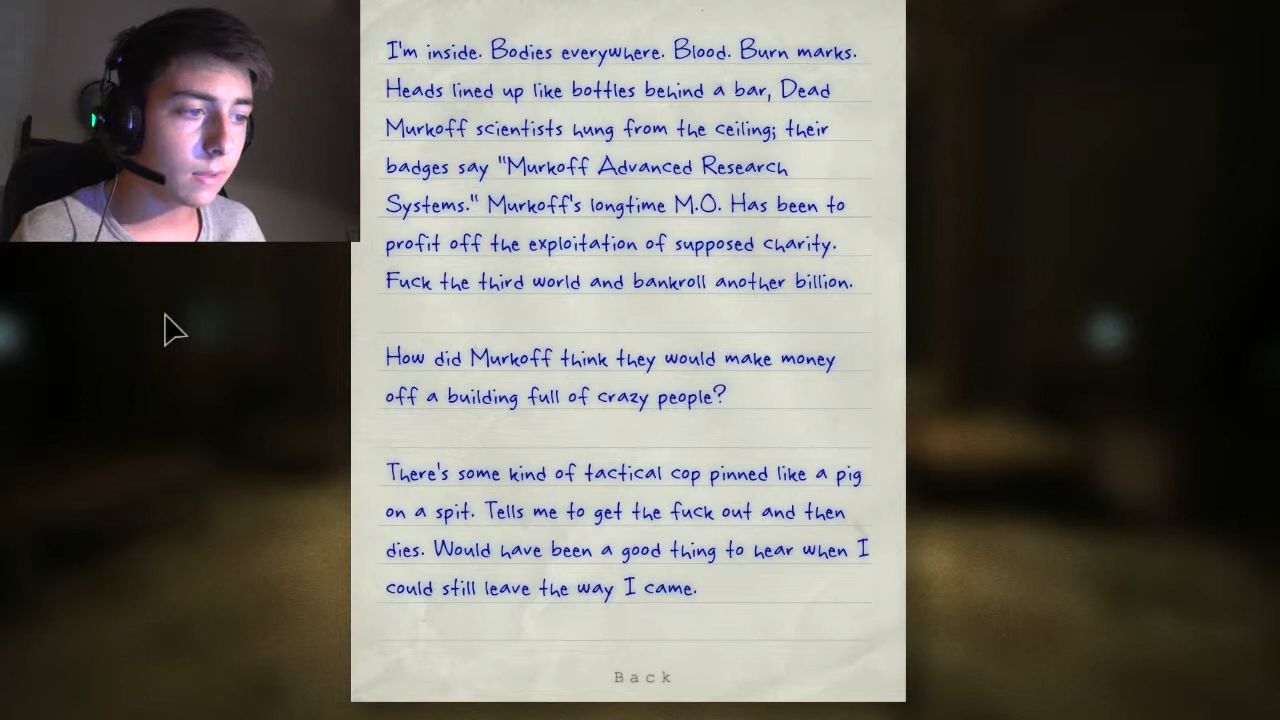 I'm inside. Bodies everywhere. Blood. Burn marks.
Heads lined up like bottles behind a bar, Dead
Murkoff scientists hung from the ceiling; their
badges say "Murkoff Advanced Research
Systems." Murkoff's longtime M.O. Has been to
profit off the exploitation of supposed charity.
Fuck the third world and bankroll another billion.
How did Murkoff think they would make money
off a building full of crazy people?
There's some kind of tactical cop pinned like a pig
on a spit. Tells me to get the fuck out and then
dies. Would have been a good thing to hear when I
could still leave the way I came.
Back